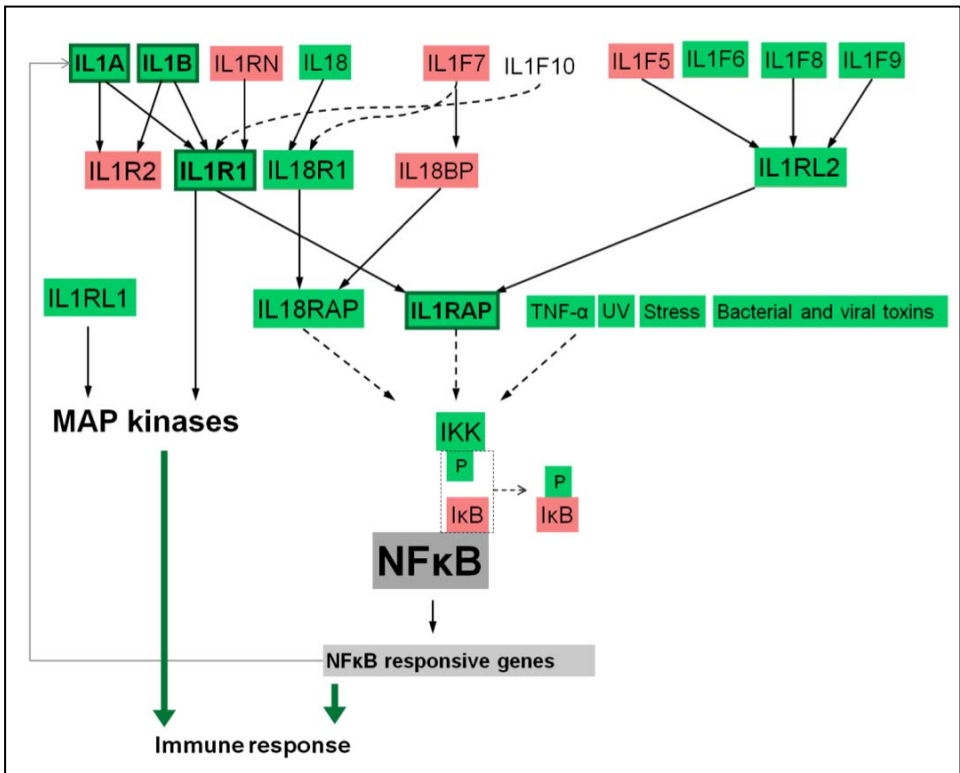 IL1A IL1B IL1RN IL18 IL1F7 IL1F10 IL1F5 IL1F6 IL1F8 IL1F9
IL1R2 IL1R1 IL18R1 IL18BP IL1RL2
IL1RL1 IL18RAP IL1RAP TNF-α UV Stress Bacterial and viral toxins
MAP kinases IKK
P
P
IκB IκB
NFκB
NFκB responsive genes
Immune response